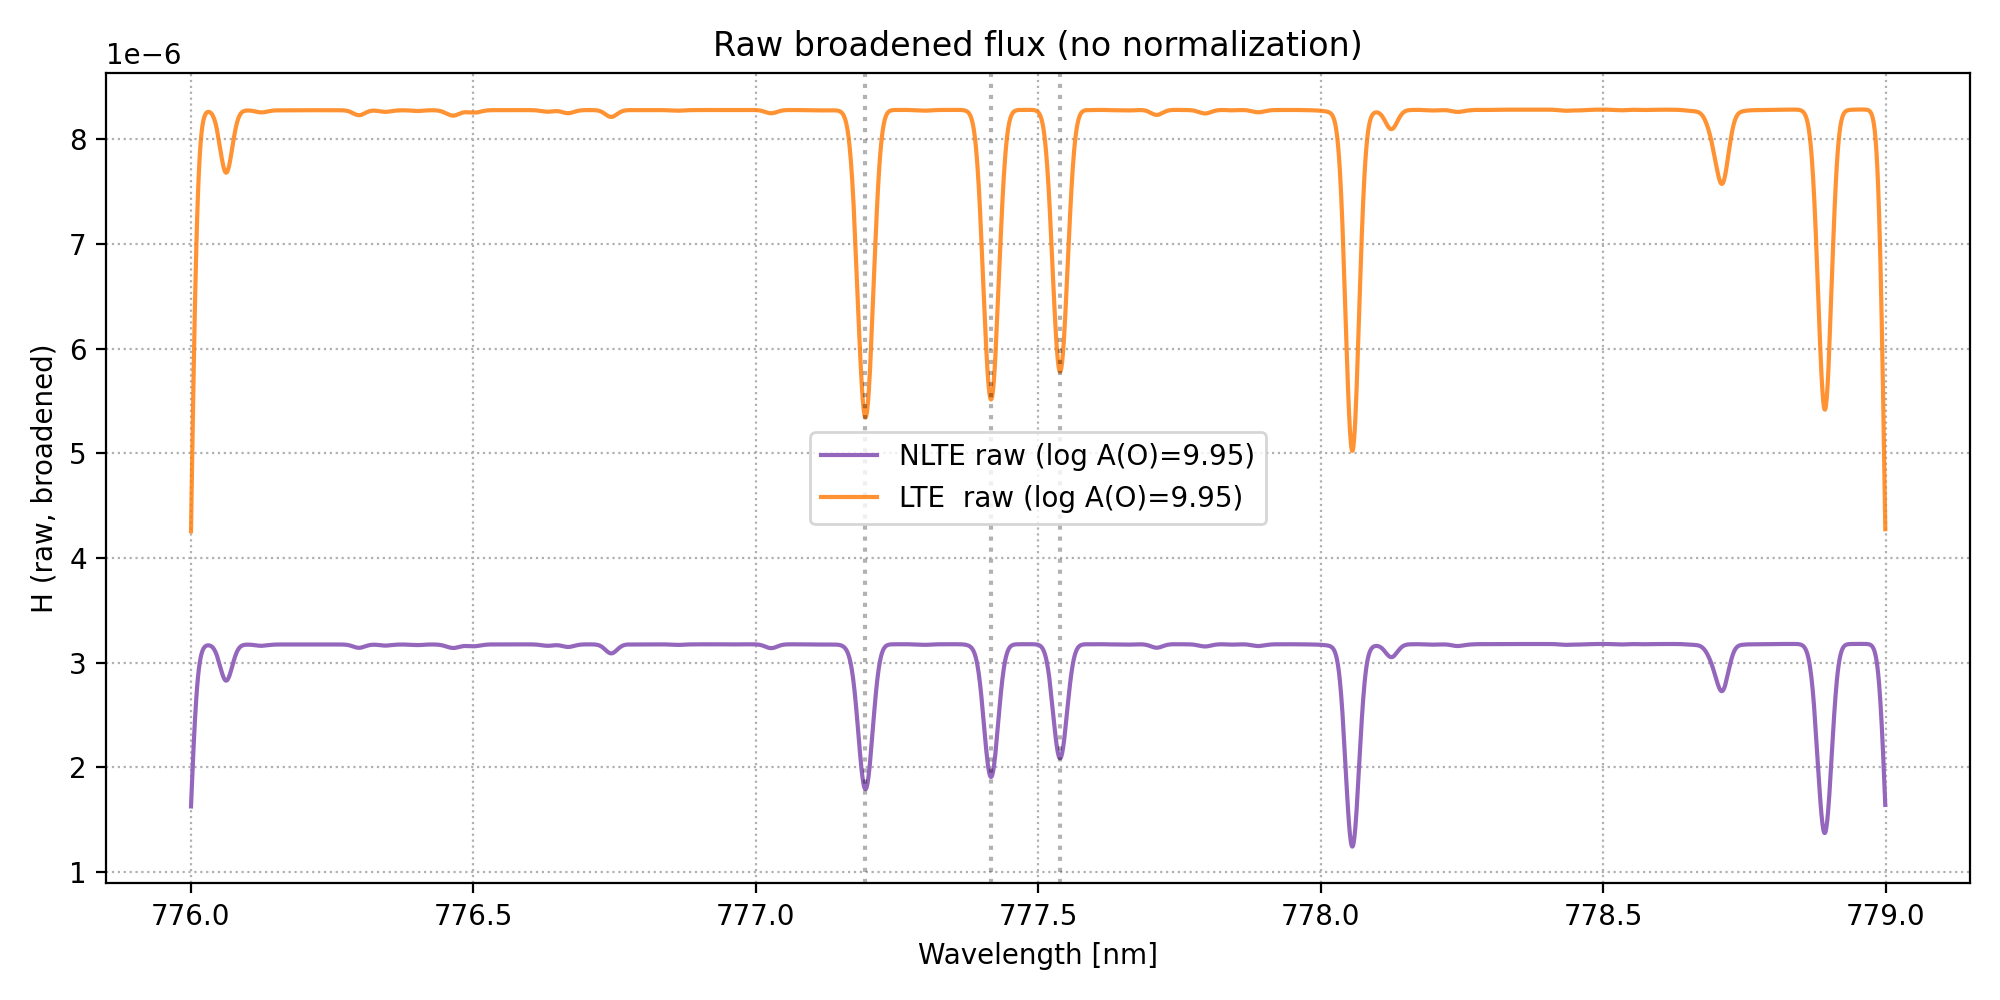 Raw broadened flux (no normalization)
1e−6
8
7
6
5
4
3
2
1
H (raw, broadened)
NLTE raw (log A(O)=9.95)
LTE  raw (log A(O)=9.95)
776.0 776.5 777.0 777.5 778.0 778.5 779.0
Wavelength [nm]